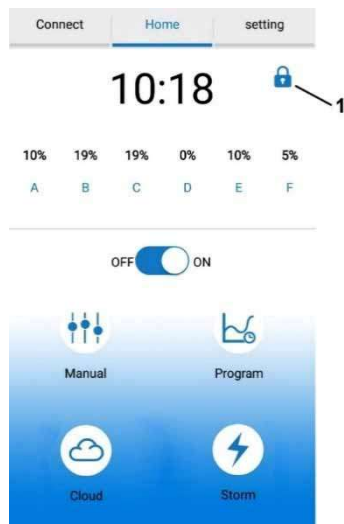 Connect Home setting
10:18
1
10% 19% 19% 0% 10% 5%
A B C D E F
OFF ON
Manual Program
Cloud Storm